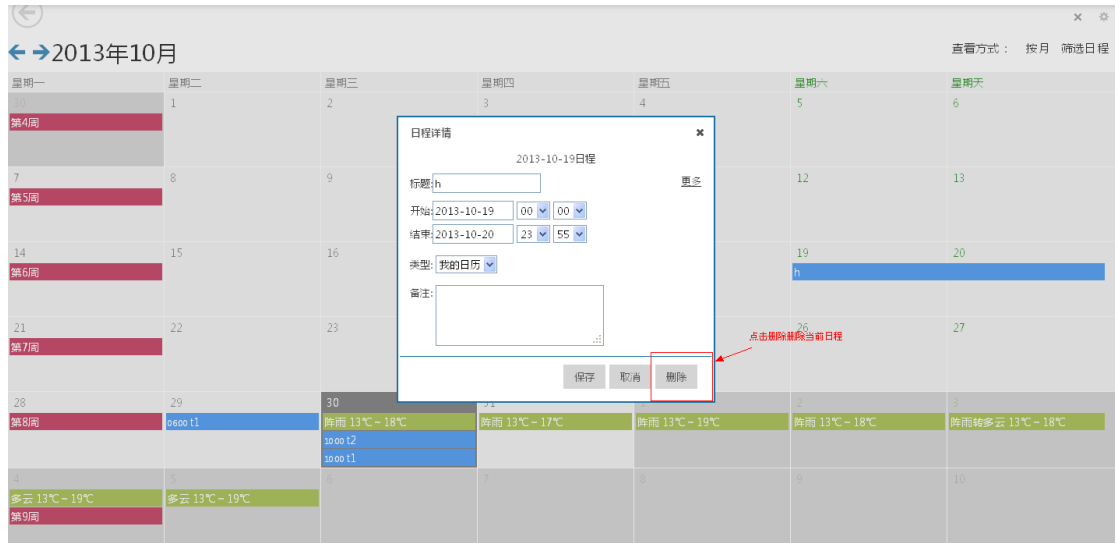 2013年10月
查看方式： 按月 筛选日程
星期一 星期二 星期三 星期四 星期五 星期六 星期天
30 1 2 3 4 5 6
第4周
日程详情
2013-10-19日程
标题:h 更多
7 8 9 12 13
第5周
开始:2013-10-19 00 00
结束:2013-10-20 23 55
14 15 16 19 20
第6周
类型: 我的日历
h
备注:
21 22 23 26 27
第7周
点击删除删除当前日程
保存 取消 删除
28 29 30 31 1 2 3
第8周 0600 t1 阵雨 13℃ ~ 18℃ 阵雨 13℃ ~ 17℃ 阵雨 13℃ ~ 19℃ 阵雨 13℃ ~ 18℃ 阵雨转多云 13℃ ~ 18℃
1000 t2
1000 t1
4 5 6 7 8 9 10
多云 13℃ ~ 19℃ 多云 13℃ ~ 19℃
第9周